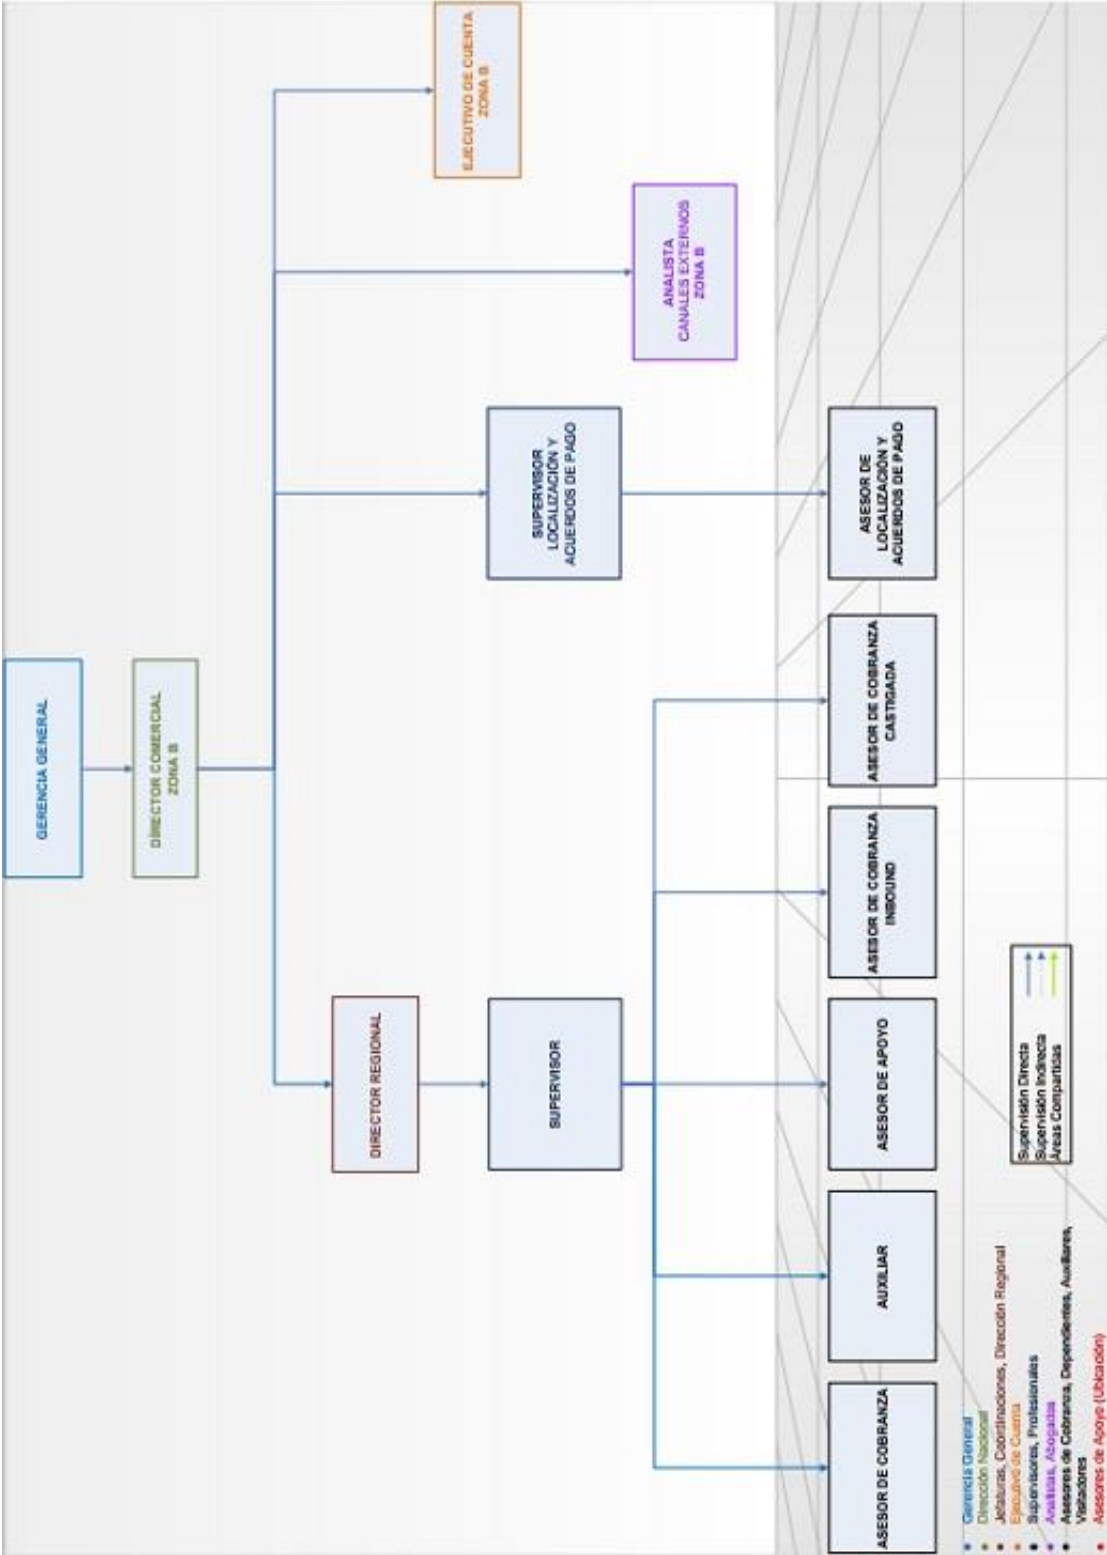 GERENCIA GENERAL
DIRECTOR COMERCIAL
ZONA B
EJECUTIVO DE CUENTA
ZONA B
DIRECTOR REGIONAL
SUPERVISOR
SUPERVISOR
LOCALIZACIÓN Y
ACUERDOS DE PAGO
ANALISTA
CANALES EXTERNOS
ZONA B
ASESOR DE COBRANZA
AUXILIAR
ASESOR DE APOYO
ASESOR DE COBRANZA
INBOUND
ASESOR DE COBRANZA
CASTIGADA
ASESOR DE
LOCALIZACIÓN Y
ACUERDOS DE PAGO
Gerencia General
Dirección Nacional
Jefaturas, Coordinaciones, Dirección Regional
Ejecutivo de Cuenta
Supervisores, Profesionales
Analistas, Abogados
Asesores de Cobranza, Dependientes, Auxiliares,
Visitadores
Asesores de Apoyo (Ubicación)
Supervisión Directa
Supervisión Indirecta
Áreas Compartidas